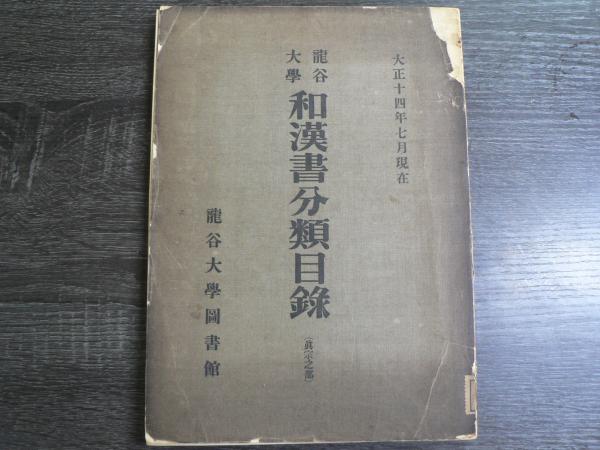 大正十四年七月現在
龍谷
大學
和漢書分類目錄
(眞宗之部)
龍谷大學圖書館